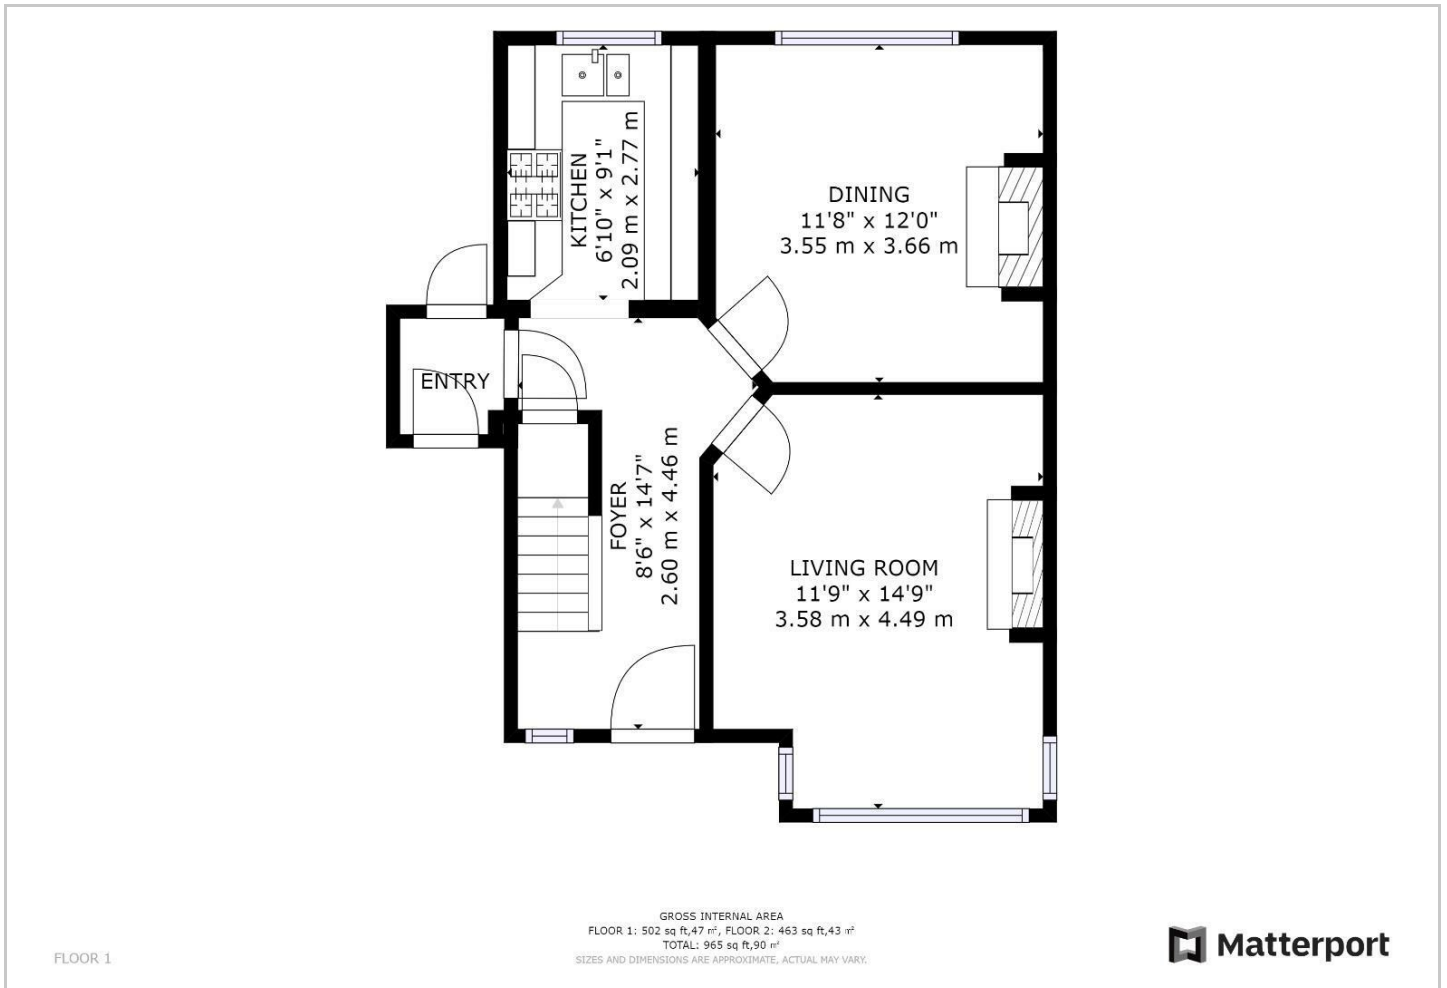 KITCHEN
6'10" x 9'1"
2.09 m x 2.77 m
DINING
11'8" x 12'0"
3.55 m x 3.66 m
ENTRY
FOYER
8'6" x 14'7"
2.60 m x 4.46 m
LIVING ROOM
11'9" x 14'9"
3.58 m x 4.49 m
GROSS INTERNAL AREA
FLOOR 1: 502 sq ft,47 ㎡, FLOOR 2: 463 sq ft,43 ㎡
TOTAL: 965 sq ft,90 ㎡
SIZES AND DIMENSIONS ARE APPROXIMATE, ACTUAL MAY VARY.
FLOOR 1
Matterport